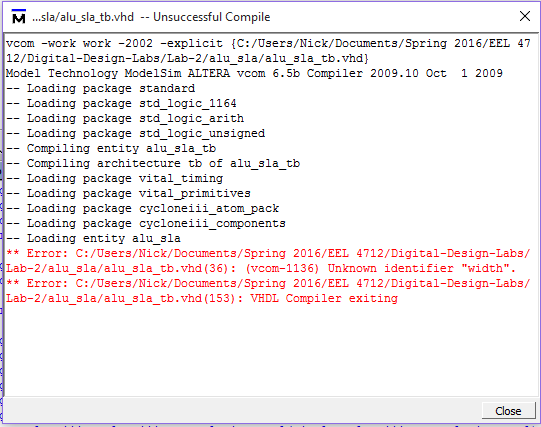 ...sla/alu_sla_tb.vhd -- Unsuccessful Compile
vcom -work work -2002 -explicit {C:/Users/Nick/Documents/Spring 2016/EEL 47
12/Digital-Design-Labs/Lab-2/alu_sla/alu_sla_tb.vhd}
Model Technology ModelSim ALTERA vcom 6.5b Compiler 2009.10 Oct  1 2009
-- Loading package standard
-- Loading package std_logic_1164
-- Loading package std_logic_arith
-- Loading package std_logic_unsigned
-- Compiling entity alu_sla_tb
-- Compiling architecture tb of alu_sla_tb
-- Loading package vital_timing
-- Loading package vital_primitives
-- Loading package cycloneiii_atom_pack
-- Loading package cycloneiii_components
-- Loading entity alu_sla
** Error: C:/Users/Nick/Documents/Spring 2016/EEL 4712/Digital-Design-Labs/
Lab-2/alu_sla/alu_sla_tb.vhd(36): (vcom-1136) Unknown identifier "width".
** Error: C:/Users/Nick/Documents/Spring 2016/EEL 4712/Digital-Design-Labs/
Lab-2/alu_sla/alu_sla_tb.vhd(153): VHDL Compiler exiting
Close